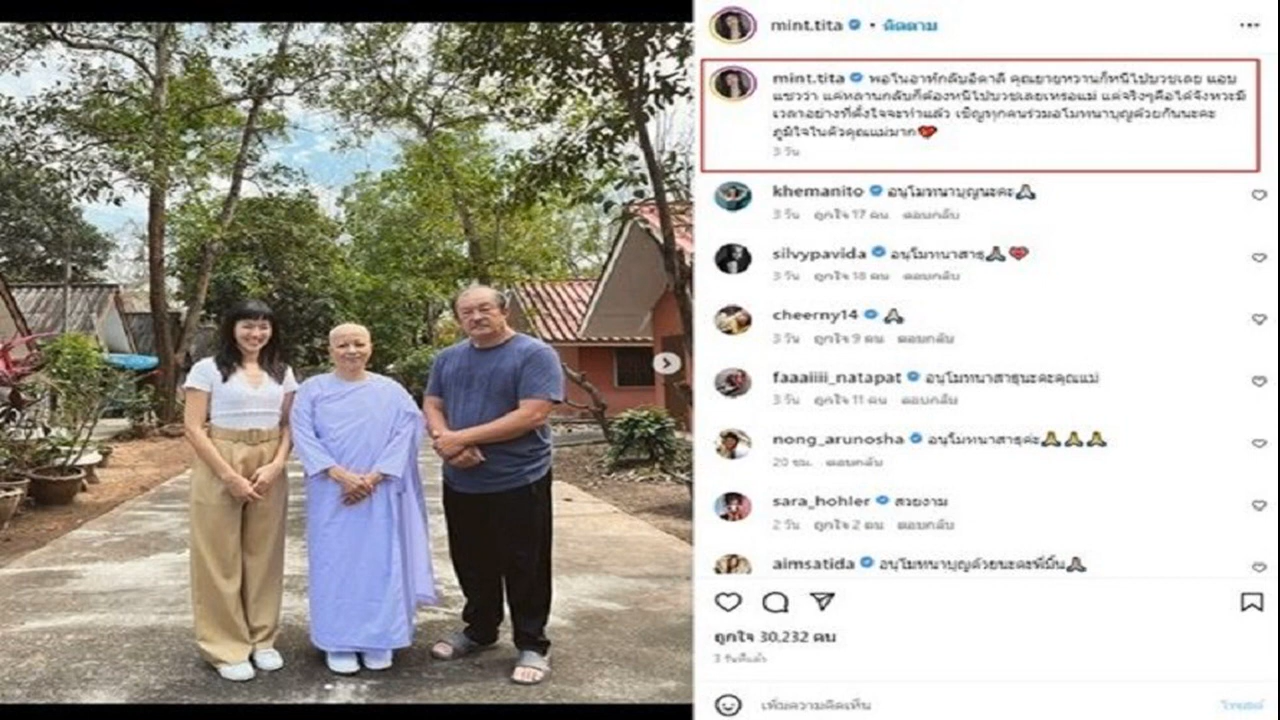 mint.tita • ติดตาม
mint.tita พอโนอาห์กลับอิตาลี คุณยายหวานก็หนีไปบวชเลย แอบ
แซวว่า แค่หลานกลับก็ต้องหนีไปบวชเลยเหรอแม่ แต่จริงๆคือได้จังหวะมี
เวลาอย่างที่ตั้งใจจะทำแล้ว เชิญทุกคนร่วมอโมทนาบุญด้วยกันนะคะ
ภูมิใจในตัวคุณแม่มาก❤️
3 วัน
khemanito อนุโมทนาบุญนะคะ🙏
3 วัน ถูกใจ 17 คน ตอบกลับ
silvypavida อนุโมทนาสาธุ🙏❤️
3 วัน ถูกใจ 18 คน ตอบกลับ
cheerny14 🙏
3 วัน ถูกใจ 9 คน ตอบกลับ
faaaiiiii_natapat อนุโมทนาสาธุนะคะคุณแม่
3 วัน ถูกใจ 11 คน ตอบกลับ
nong_arunosha อนุโมทนาสาธุค่ะ🙏🙏🙏
20 ชม. ตอบกลับ
sara_hohler สวยงาม
2 วัน ถูกใจ 2 คน ตอบกลับ
aimsatida อนุโมทนาบุญด้วยนะคะพี่มิ้น🙏
ถูกใจ 30,232 คน
3 วันที่แล้ว
เพิ่มความคิดเห็น
โพสต์